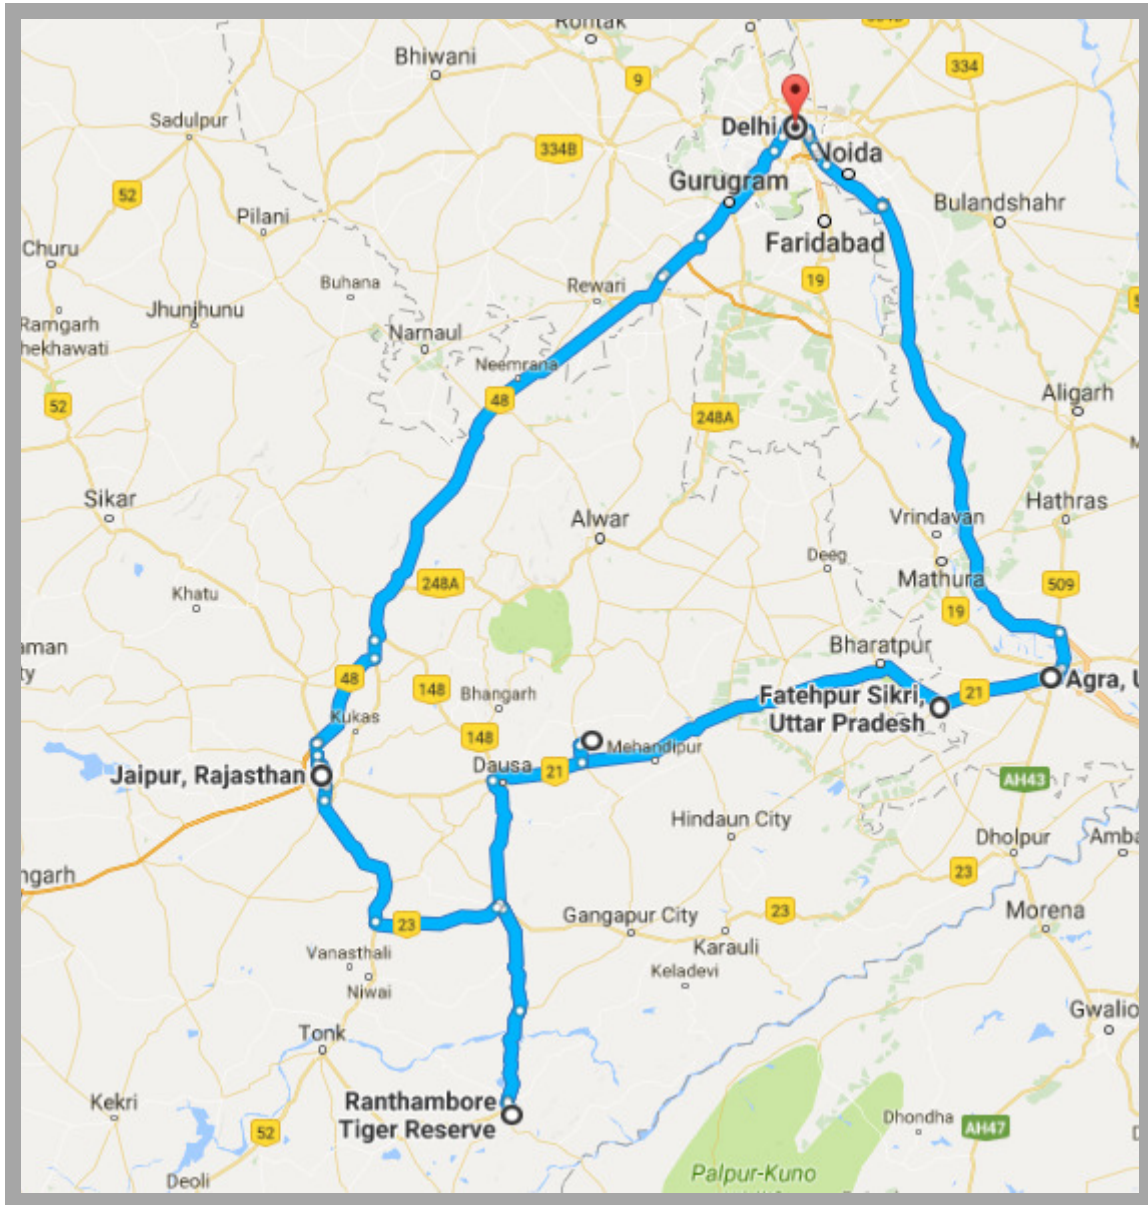 Rohtak
334B
Bhiwani
9
334
Sadulpur
Delhi
334B
Noida
52
Gurugram
Pilani
Bulandshahr
Churu
Faridabad
Buhana
Rewari
19
Ramgarh
hekhawati
Jhunjhunu
Narnaul
Neemrana
52
48
248A
Aligarh
Sikar
Alwar
Vrindavan
Hathras
Deeg
248A
Mathura
509
Khatu
19
aman
ty
Bharatpur
48
148
Bhangarh
Fatehpur Sikri,
Uttar Pradesh
21
Agra, U
Kukas
148
Mehandipur
Jaipur, Rajasthan
Dausa
21
AH43
Hindaun City
Dholpur
Amba
ngarh
23
23
Gangapur City
23
Karauli
Morena
Vanasthali
Niwai
Keladevi
Gwalio
Tonk
Kekri
Ranthambore
Tiger Reserve
52
Dhondha
AH47
Deoli
Palpur-Kuno